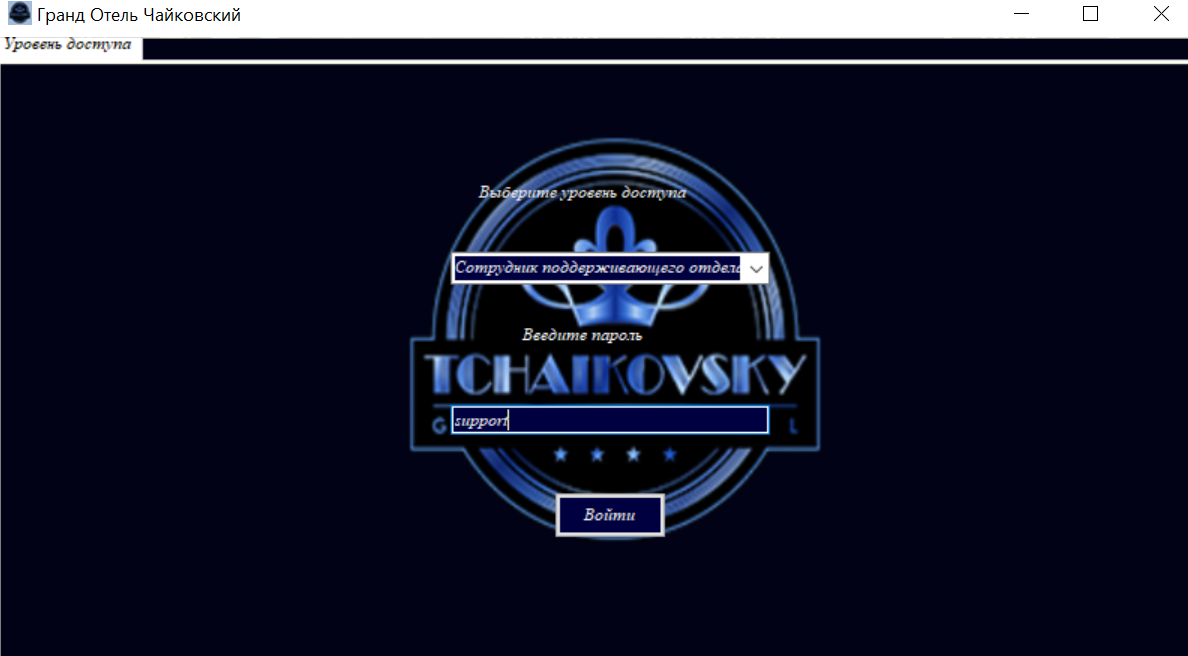 Гранд Отель Чайковский
Уровень доступа
Выберите уровень доступа
Сотрудник поддерживающего отдела
Введите пароль
TCHAIKOVSKY
G L
support
Войти